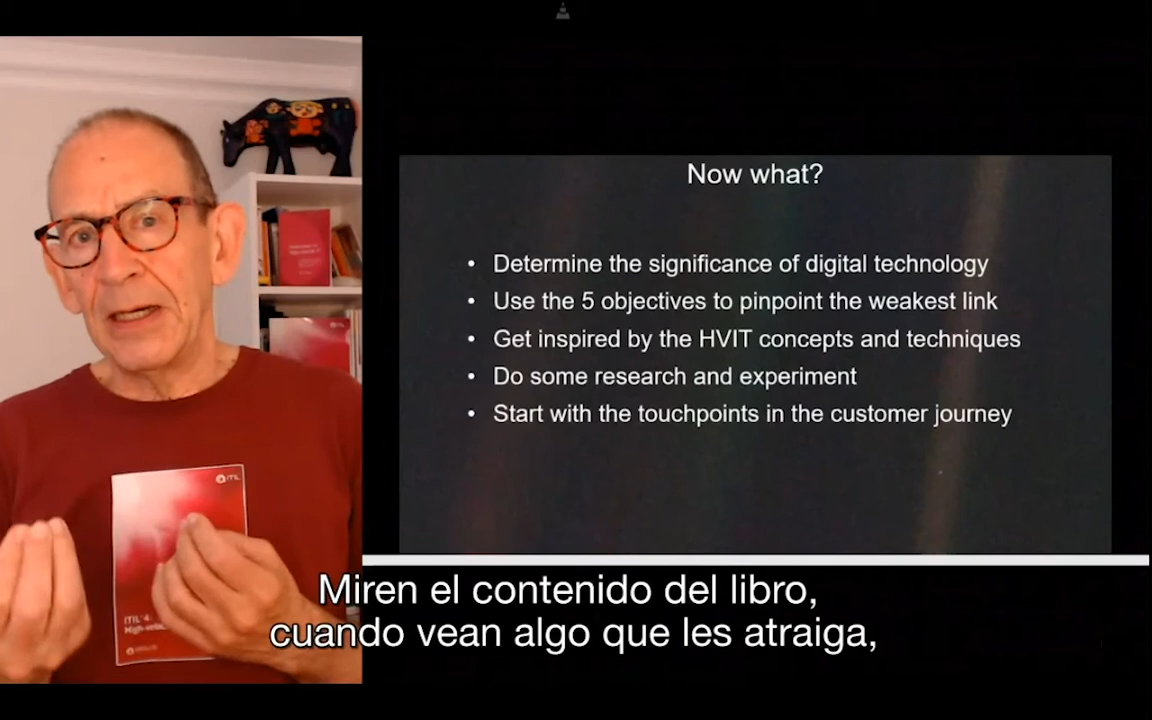 Now what?
• Determine the significance of digital technology
• Use the 5 objectives to pinpoint the weakest link
• Get inspired by the HVIT concepts and techniques
• Do some research and experiment
• Start with the touchpoints in the customer journey
ITIL
ITIL 4:
Miren el contenido del libro,
cuando vean algo que les atraiga,